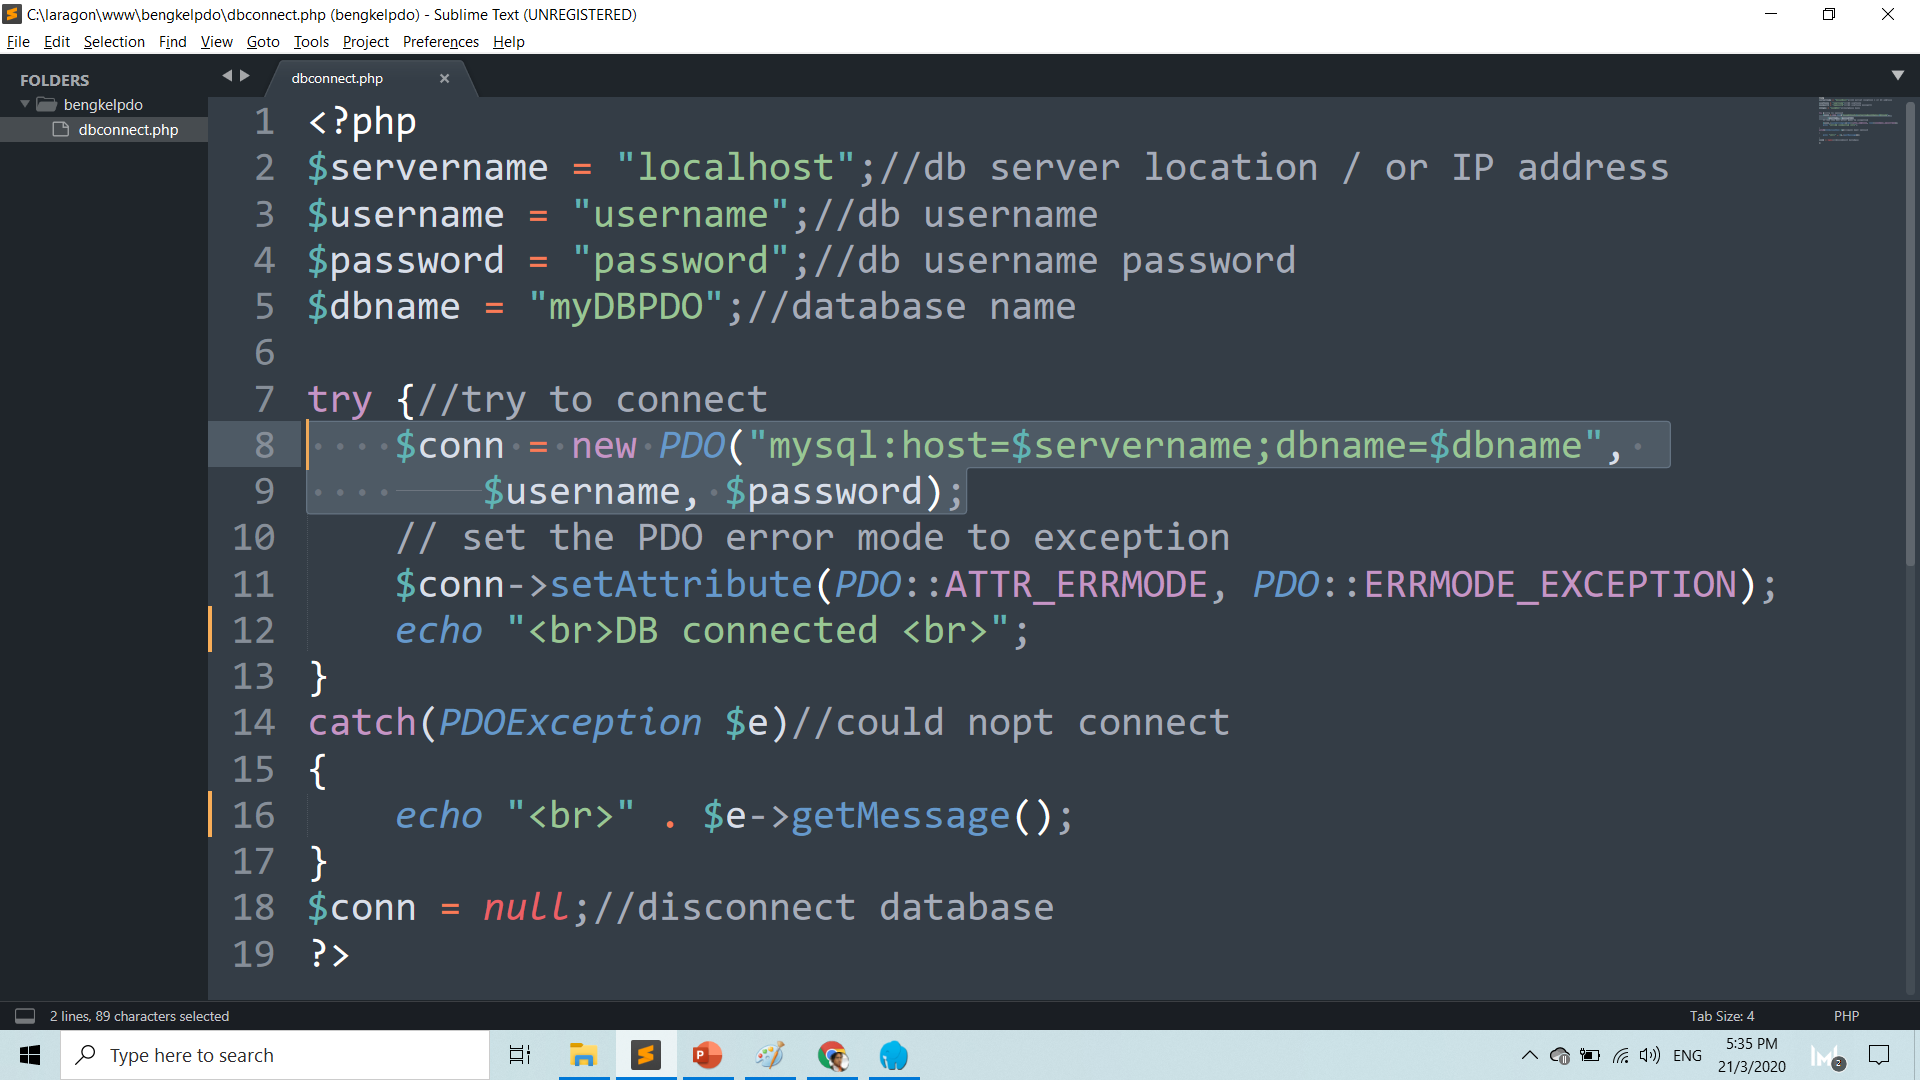 C:\laragon\www\bengkelpdo\dbconnect.php (bengkelpdo) - Sublime Text (UNREGISTERED)
File Edit Selection Find View Goto Tools Project Preferences Help
FOLDERS
bengkelpdo
dbconnect.php
dbconnect.php
1 <?php
2 $servername = "localhost";//db server location / or IP address
3 $username = "username";//db username
4 $password = "password";//db username password
5 $dbname = "myDBPDO";//database name
6
7 try {//try to connect
8 $conn = new PDO("mysql:host=$servername;dbname=$dbname",
9 $username, $password);
10 // set the PDO error mode to exception
11 $conn->setAttribute(PDO::ATTR_ERRMODE, PDO::ERRMODE_EXCEPTION);
12 echo "<br>DB connected <br>";
13 }
14 catch(PDOException $e)//could nopt connect
15 {
16 echo "<br>" . $e->getMessage();
17 }
18 $conn = null;//disconnect database
19 ?>
2 lines, 89 characters selected
Tab Size: 4
PHP
Type here to search
ENG
5:35 PM
21/3/2020
2